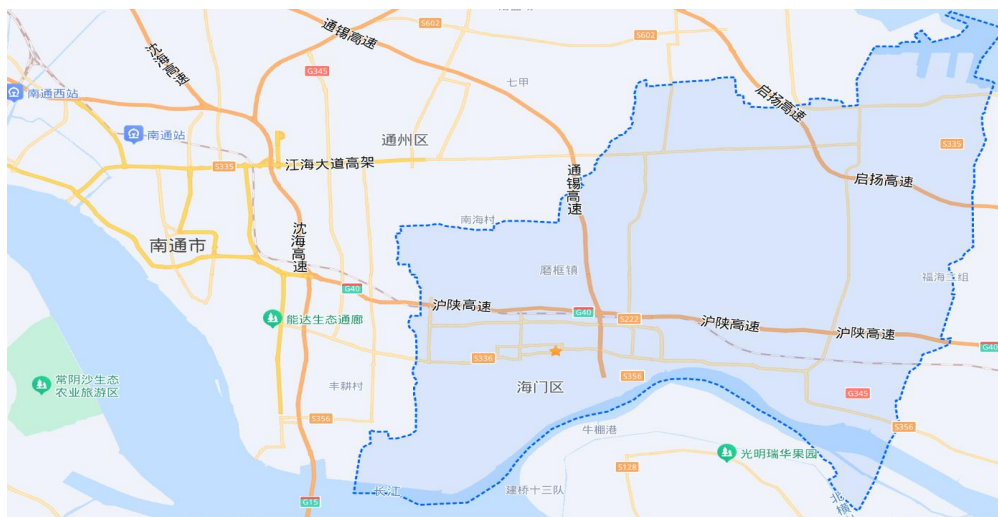 S602
通锡高速
S602
沈海高速
G345
七甲
启扬高速
南通西站
南通站
通州区
S335
江海大道高架
S335
通锡高速
启扬高速
南海村
沈海高速
南通市
磨框镇
福海三组
G40
沪陕高速
G40
能达生态通廊
S222
沪陕高速
沪陕高速
G40
S336
常阴沙生态
农业旅游区
丰耕村
海门区
S356
G345
S356
S356
牛棚港
光明瑞华果园
S128
长江
建桥十三队
北横
G15